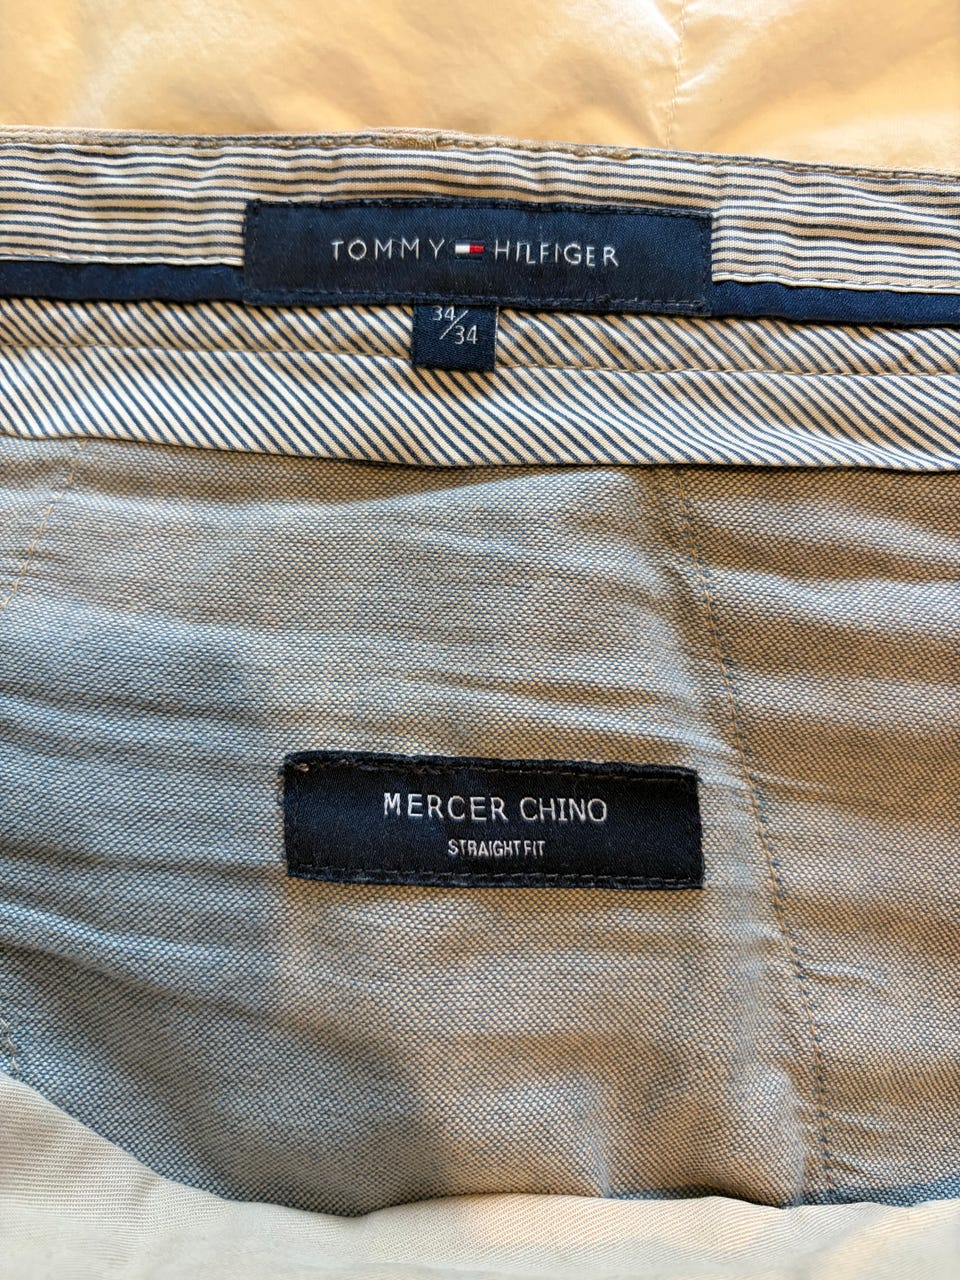 TOMMY HILFIGER
34/34
MERCER CHINO
STRAIGHT FIT